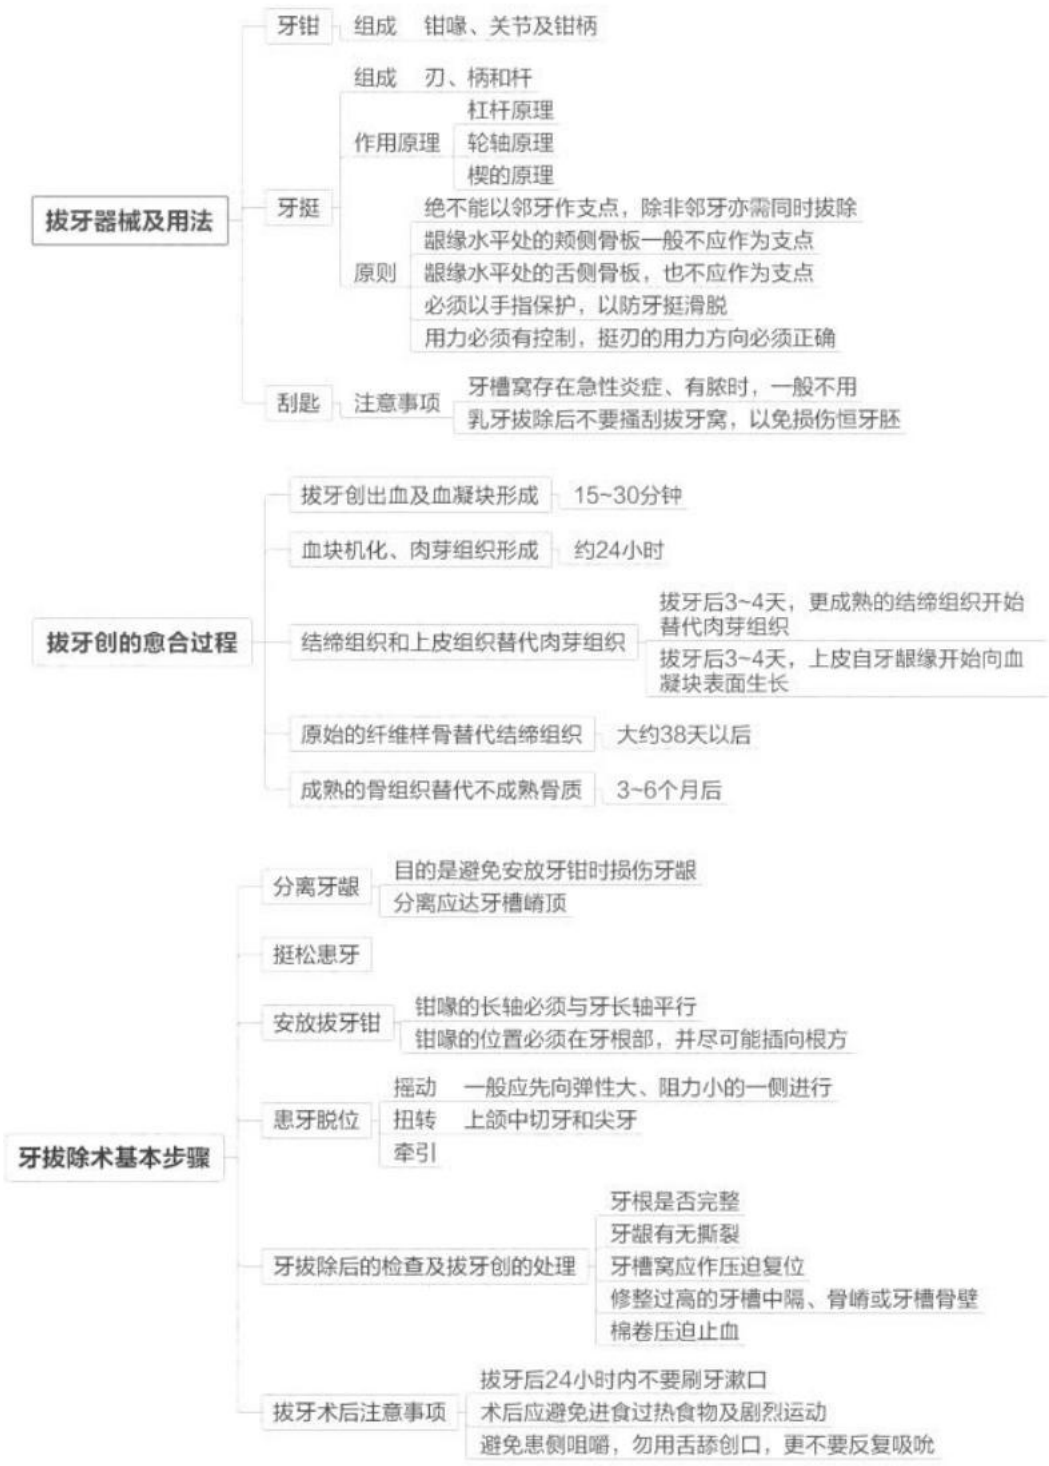 拔牙器械及用法
牙钳
组成 钳喙、关节及钳柄
牙挺
组成 刃、柄和杆
作用原理
杠杆原理
轮轴原理
楔的原理
原则
绝不能以邻牙作支点，除非邻牙亦需同时拔除
龈缘水平处的颊侧骨板一般不应作为支点
龈缘水平处的舌侧骨板，也不应作为支点
必须以手指保护，以防牙挺滑脱
用力必须有控制，挺刃的用力方向必须正确
刮匙
注意事项
牙槽窝存在急性炎症、有脓时，一般不用
乳牙拔除后不要搔刮拔牙窝，以免损伤恒牙胚
拔牙创的愈合过程
拔牙创出血及血凝块形成 15~30分钟
血块机化、肉芽组织形成 约24小时
结缔组织和上皮组织替代肉芽组织
拔牙后3~4天，更成熟的结缔组织开始
替代肉芽组织
拔牙后3~4天，上皮自牙龈缘开始向血
凝块表面生长
原始的纤维样骨替代结缔组织 大约38天以后
成熟的骨组织替代不成熟骨质 3~6个月后
牙拔除术基本步骤
分离牙龈
目的是避免安放牙钳时损伤牙龈
分离应达牙槽嵴顶
挺松患牙
安放拔牙钳
钳喙的长轴必须与牙长轴平行
钳喙的位置必须在牙根部，并尽可能插向根方
患牙脱位
摇动 一般应先向弹性大、阻力小的一侧进行
扭转 上颌中切牙和尖牙
牵引
牙拔除后的检查及拔牙创的处理
牙根是否完整
牙龈有无撕裂
牙槽窝应作压迫复位
修整过高的牙槽中隔、骨嵴或牙槽骨壁
棉卷压迫止血
拔牙术后注意事项
拔牙后24小时内不要刷牙漱口
术后应避免进食过热食物及剧烈运动
避免患侧咀嚼，勿用舌舔创口，更不要反复吸吮